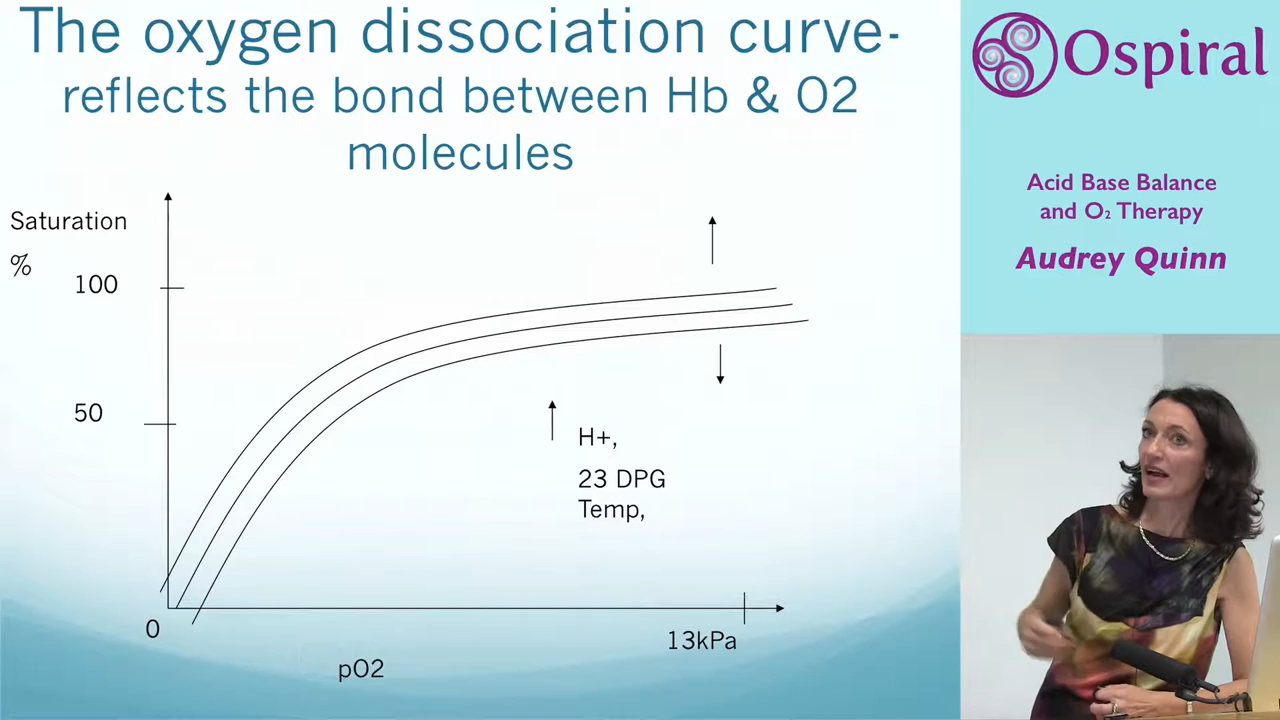 The oxygen dissociation curve-
reflects the bond between Hb & O2
molecules
Saturation
%
100
50
0
H+,
23 DPG
Temp,
13kPa
pO2
Ospiral
Acid Base Balance
and O₂ Therapy
Audrey Quinn